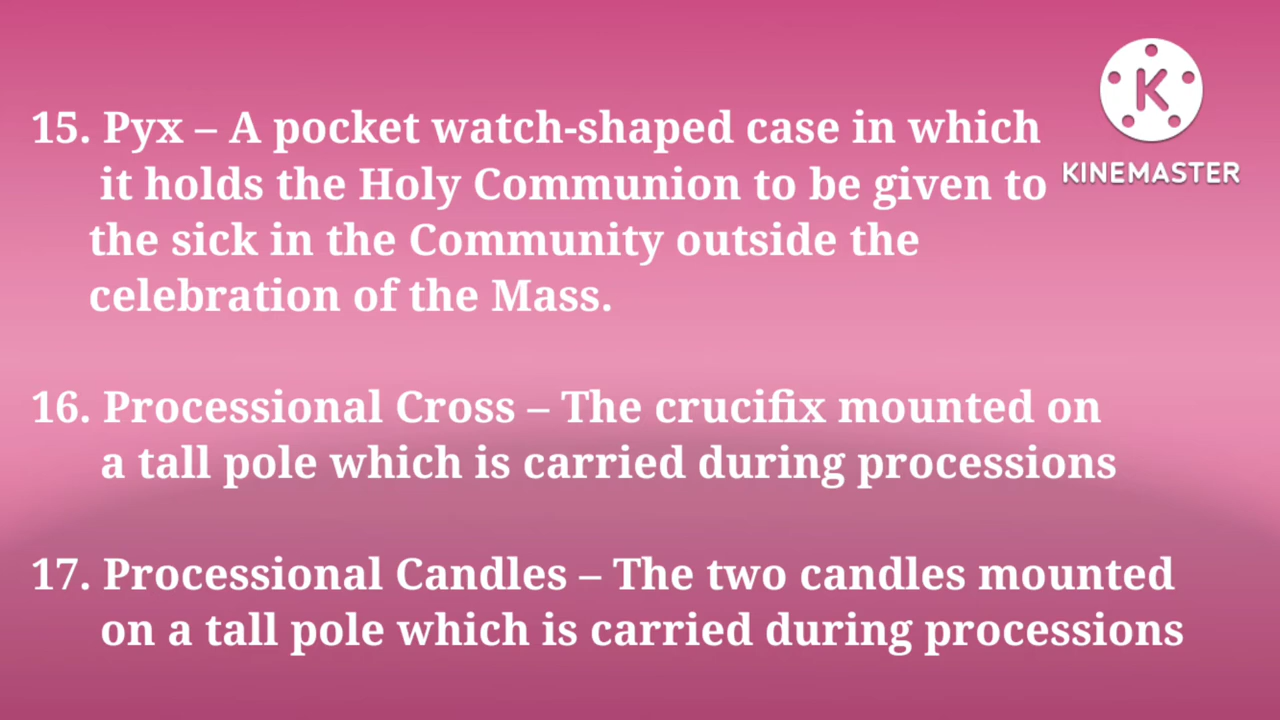 15. Pyx – A pocket watch-shaped case in which
it holds the Holy Communion to be given to
the sick in the Community outside the
celebration of the Mass.
16. Processional Cross – The crucifix mounted on
a tall pole which is carried during processions
17. Processional Candles – The two candles mounted
on a tall pole which is carried during processions
K
KINEMASTER